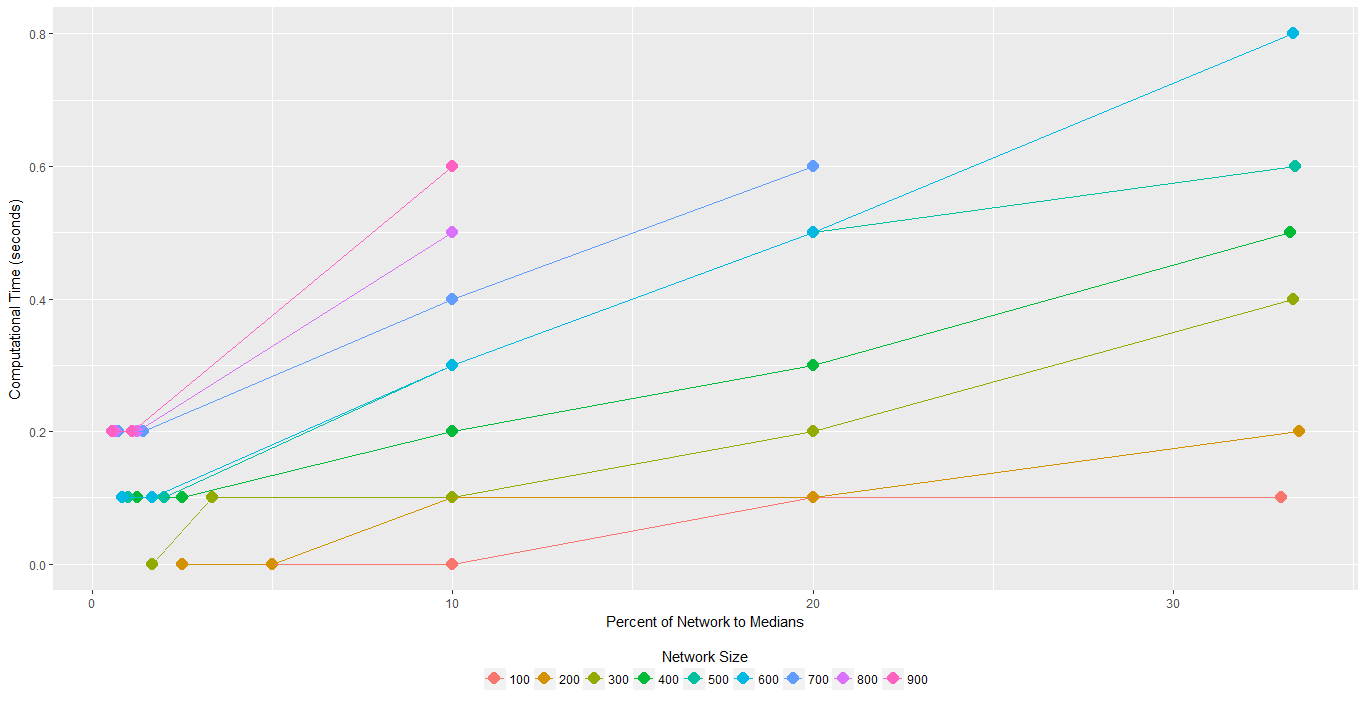 0.8
0.6
0.4
0.2
0.0
Computational Time (seconds)
0 10 20 30
Percent of Network to Medians
Network Size
100 200 300 400 500 600 700 800 900